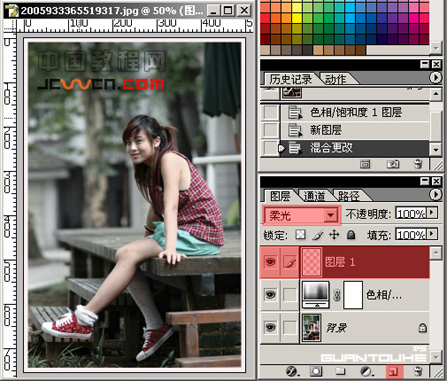 2005933365519317.jpg @ 50% (图
中国教程网
JCWCN.COM
历史记录 动作
色相/饱和度 1 图层
新图层
混合更改
图层 通道 路径
柔光 不透明度: 100%
锁定: 填充: 100%
图层 1
色相/...
背景
PS
GUANTOUHE